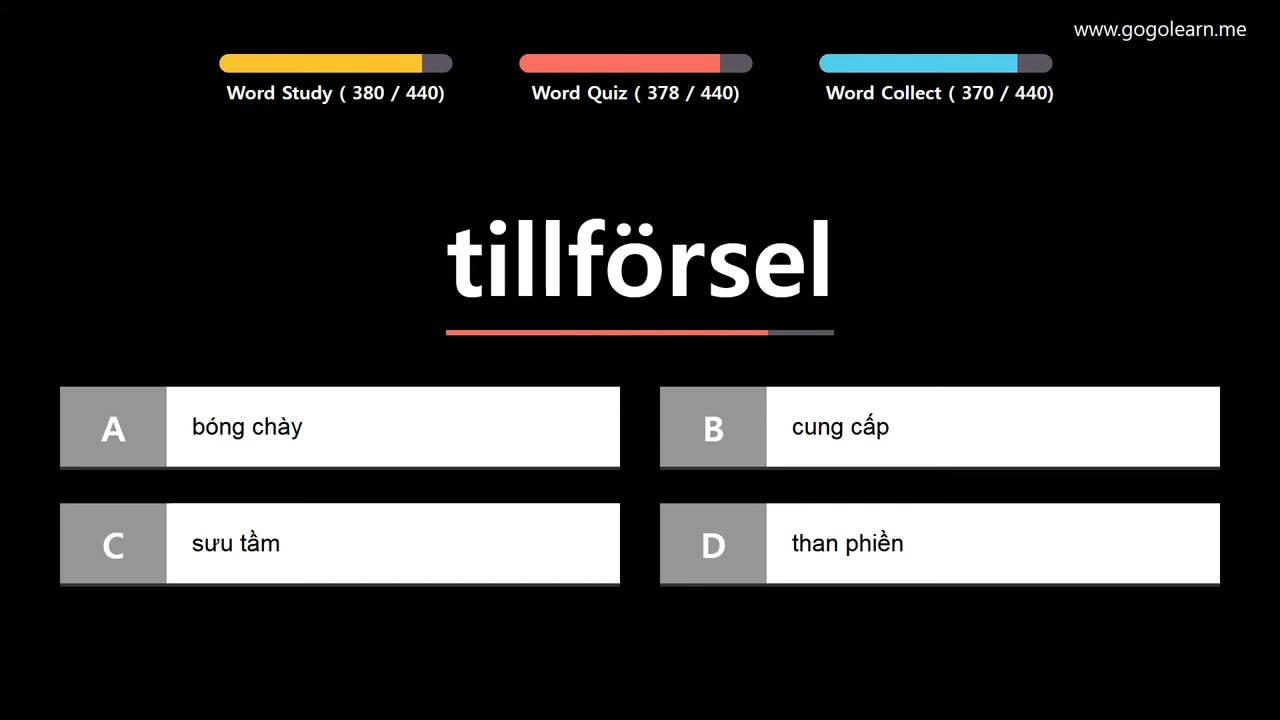 www.gogolearn.me
Word Study ( 380 / 440)
Word Quiz ( 378 / 440)
Word Collect ( 370 / 440)
tillförsel
A bóng chày
B cung cấp
C sưu tầm
D than phiền